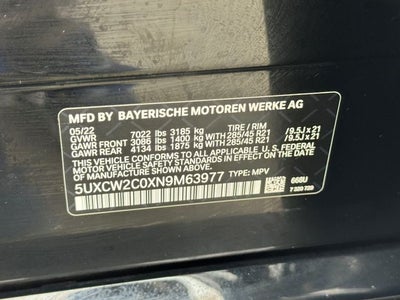 MFD BY BAYERISCHE MOTOREN WERKE AG
05/22 TIRE / RIM
GVWR 7022 lbs 3185 kg
GAWR FRONT 3086 lbs 1400 kg WITH 285/45 R21 /9.5J x 21
GAWR REAR 4134 lbs 1875 kg WITH 285/45 R21 /9.5J x 21
THIS VEHICLE CONFORMS TO ALL APPLICABLE U.S. FEDERAL
MOTOR VEHICLE SAFETY STANDARDS IN EFFECT ON THE
DATE OF MANUFACTURE SHOWN ABOVE.
5UXCW2C0XN9M63977 TYPE: MPV 668U